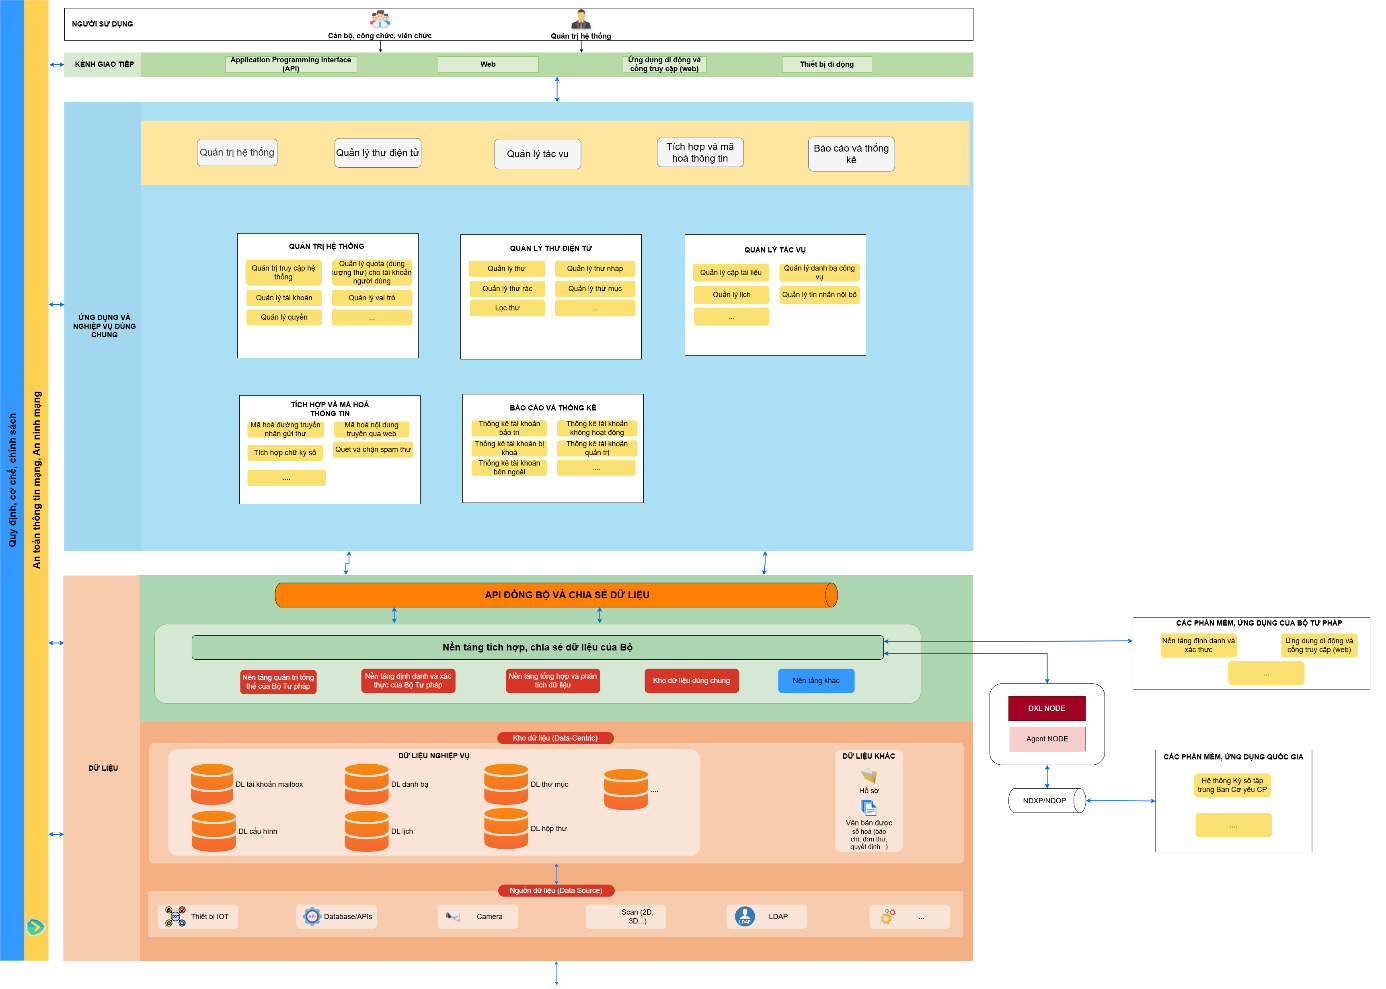 NGƯỜI SỬ DỤNG
Cán bộ, công chức, viên chức
Quản trị hệ thống
KÊNH GIAO TIẾP
Application Programming Interface
(API)
Web
Ứng dụng di động và
cổng truy cập (web)
Thiết bị di động
Quy định, cơ chế, chính sách
An toàn thông tin mạng, An ninh mạng
ỨNG DỤNG VÀ
NGHIỆP VỤ DÙNG
CHUNG
Quản trị hệ thống
Quản lý thư điện tử
Quản lý tác vụ
Tích hợp và mã
hoá thông tin
Báo cáo và thống
kê
QUẢN TRỊ HỆ THỐNG
Quản trị truy cập hệ
thống
Quản lý quota (dung
lượng thư) cho tài khoản
người dùng
Quản lý tài khoản
Quản lý vai trò
Quản lý quyền
...
QUẢN LÝ THƯ ĐIỆN TỬ
Quản lý thư
Quản lý thư nháp
Quản lý thư rác
Quản lý thư mục
Lọc thư
...
QUẢN LÝ TÁC VỤ
Quản lý cặp tài liệu
Quản lý danh bạ công
vụ
Quản lý lịch
Quản lý tin nhắn nội bộ
...
TÍCH HỢP VÀ MÃ HOÁ
THÔNG TIN
Mã hoá đường truyền
nhận gửi thư
Mã hoá nội dung
truyền qua web
Tích hợp chữ ký số
Quét và chặn spam thư
....
BÁO CÁO VÀ THỐNG KÊ
Thống kê tài khoản
bảo trì
Thống kê tài khoản
không hoạt động
Thống kê tài khoản bị
khoá
Thống kê tài khoản
quản trị
Thống kê tài khoản
bên ngoài
....
DỮ LIỆU
API ĐỒNG BỘ VÀ CHIA SẺ DỮ LIỆU
Nền tảng tích hợp, chia sẻ dữ liệu của Bộ
Nền tảng quản trị tổng
thể của Bộ Tư pháp
Nền tảng định danh và xác
thực của Bộ Tư pháp
Nền tảng tổng hợp và phân
tích dữ liệu
Kho dữ liệu dùng chung
Nền tảng khác
CÁC PHẦN MỀM, ỨNG DỤNG CỦA BỘ TƯ PHÁP
Nền tảng định danh và
xác thực
Ứng dụng di động và
cổng truy cập (web)
...
DXL NODE
Agent NODE
NDXP/NDOP
CÁC PHẦN MỀM, ỨNG DỤNG QUỐC GIA
Hệ thống Ký số tập
trung Ban Cơ yếu CP
....
Kho dữ liệu (Data-Centric)
DỮ LIỆU NGHIỆP VỤ
DL tài khoản mailbox
DL danh bạ
DL thư mục
....
DL cấu hình
DL lịch
DL hộp thư
DỮ LIỆU KHÁC
Hồ sơ
Văn bản được
số hoá (báo
chí, đơn thư,
quyết định...)
Nguồn dữ liệu (Data Source)
Thiết bị IOT
API
Database/APIs
Camera
Scan (2D,
3D...)
LDAP
LDAP
...